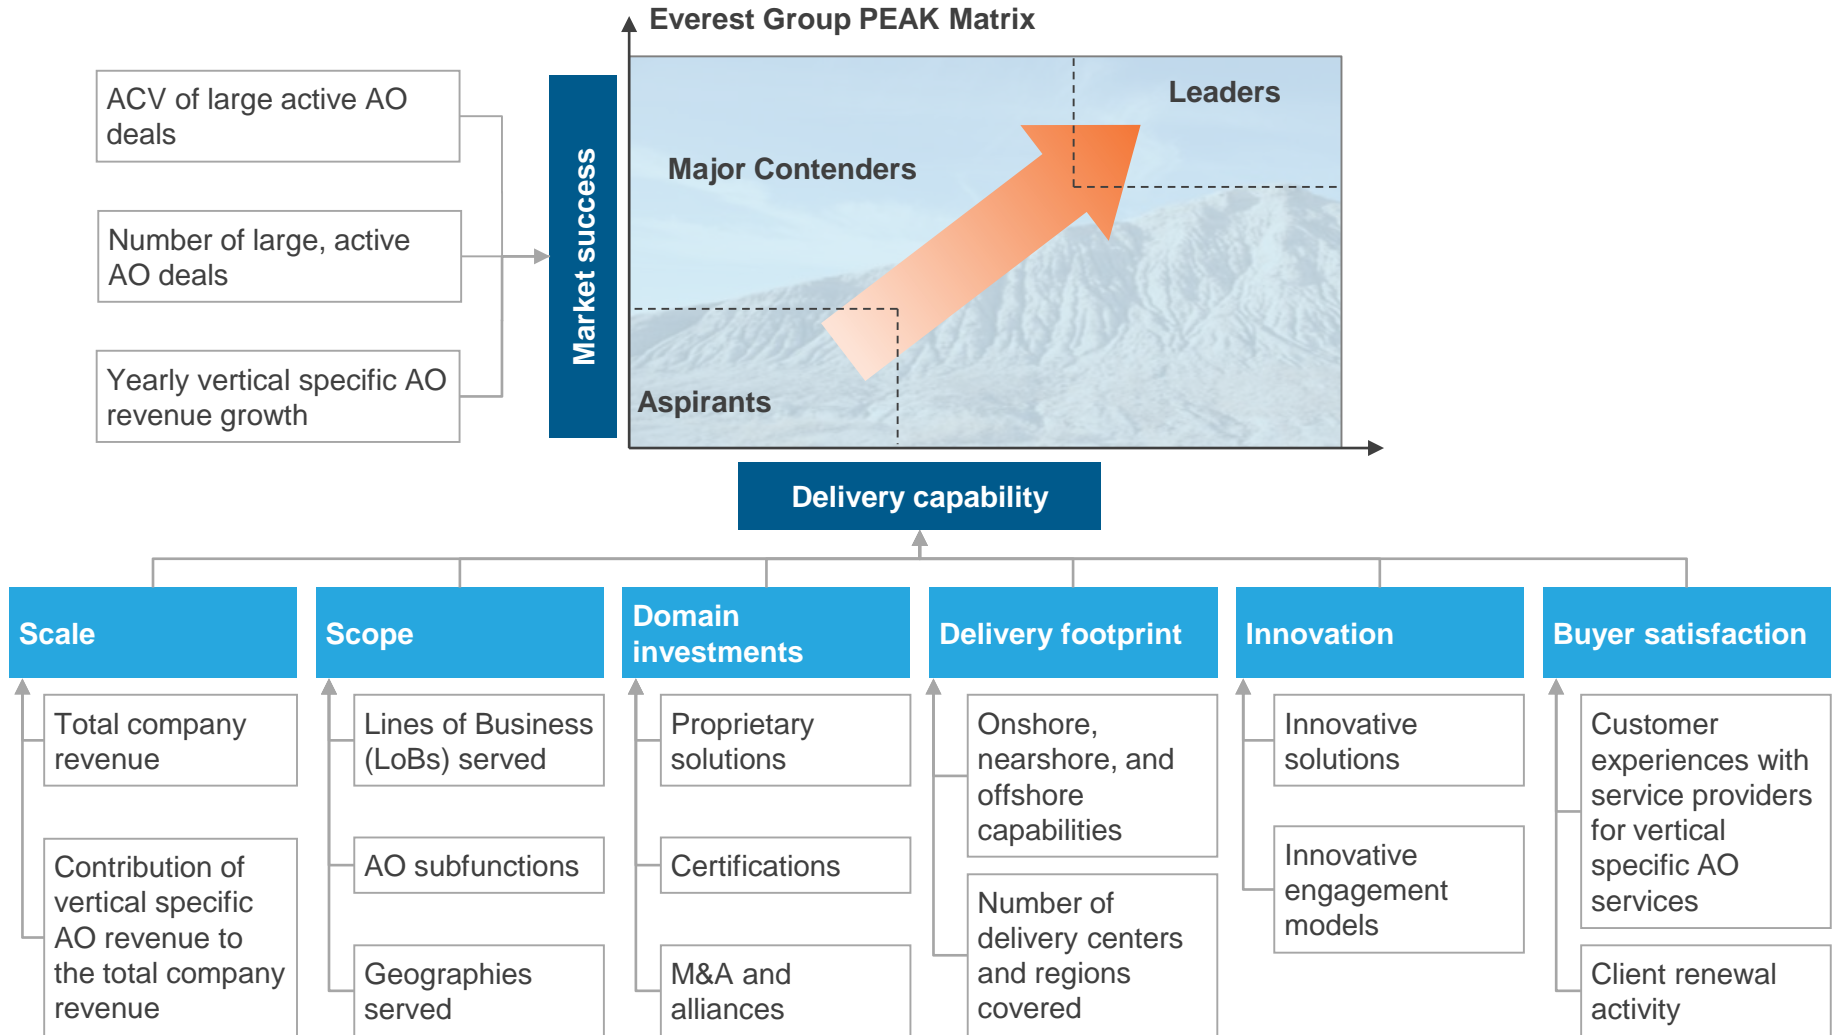 Everest Group PEAK Matrix
ACV of large active AO
deals
Number of large, active
AO deals
Yearly vertical specific AO
revenue growth
Market success
Leaders
Major Contenders
Aspirants
Delivery capability
Scale
Total company
revenue
Contribution of
vertical specific
AO revenue to
the total company
revenue
Scope
Lines of Business
(LoBs) served
AO subfunctions
Geographies
served
Domain
investments
Proprietary
solutions
Certifications
M&A and
alliances
Delivery footprint
Onshore,
nearshore, and
offshore
capabilities
Number of
delivery centers
and regions
covered
Innovation
Innovative
solutions
Innovative
engagement
models
Buyer satisfaction
Customer
experiences with
service providers
for vertical
specific AO
services
Client renewal
activity